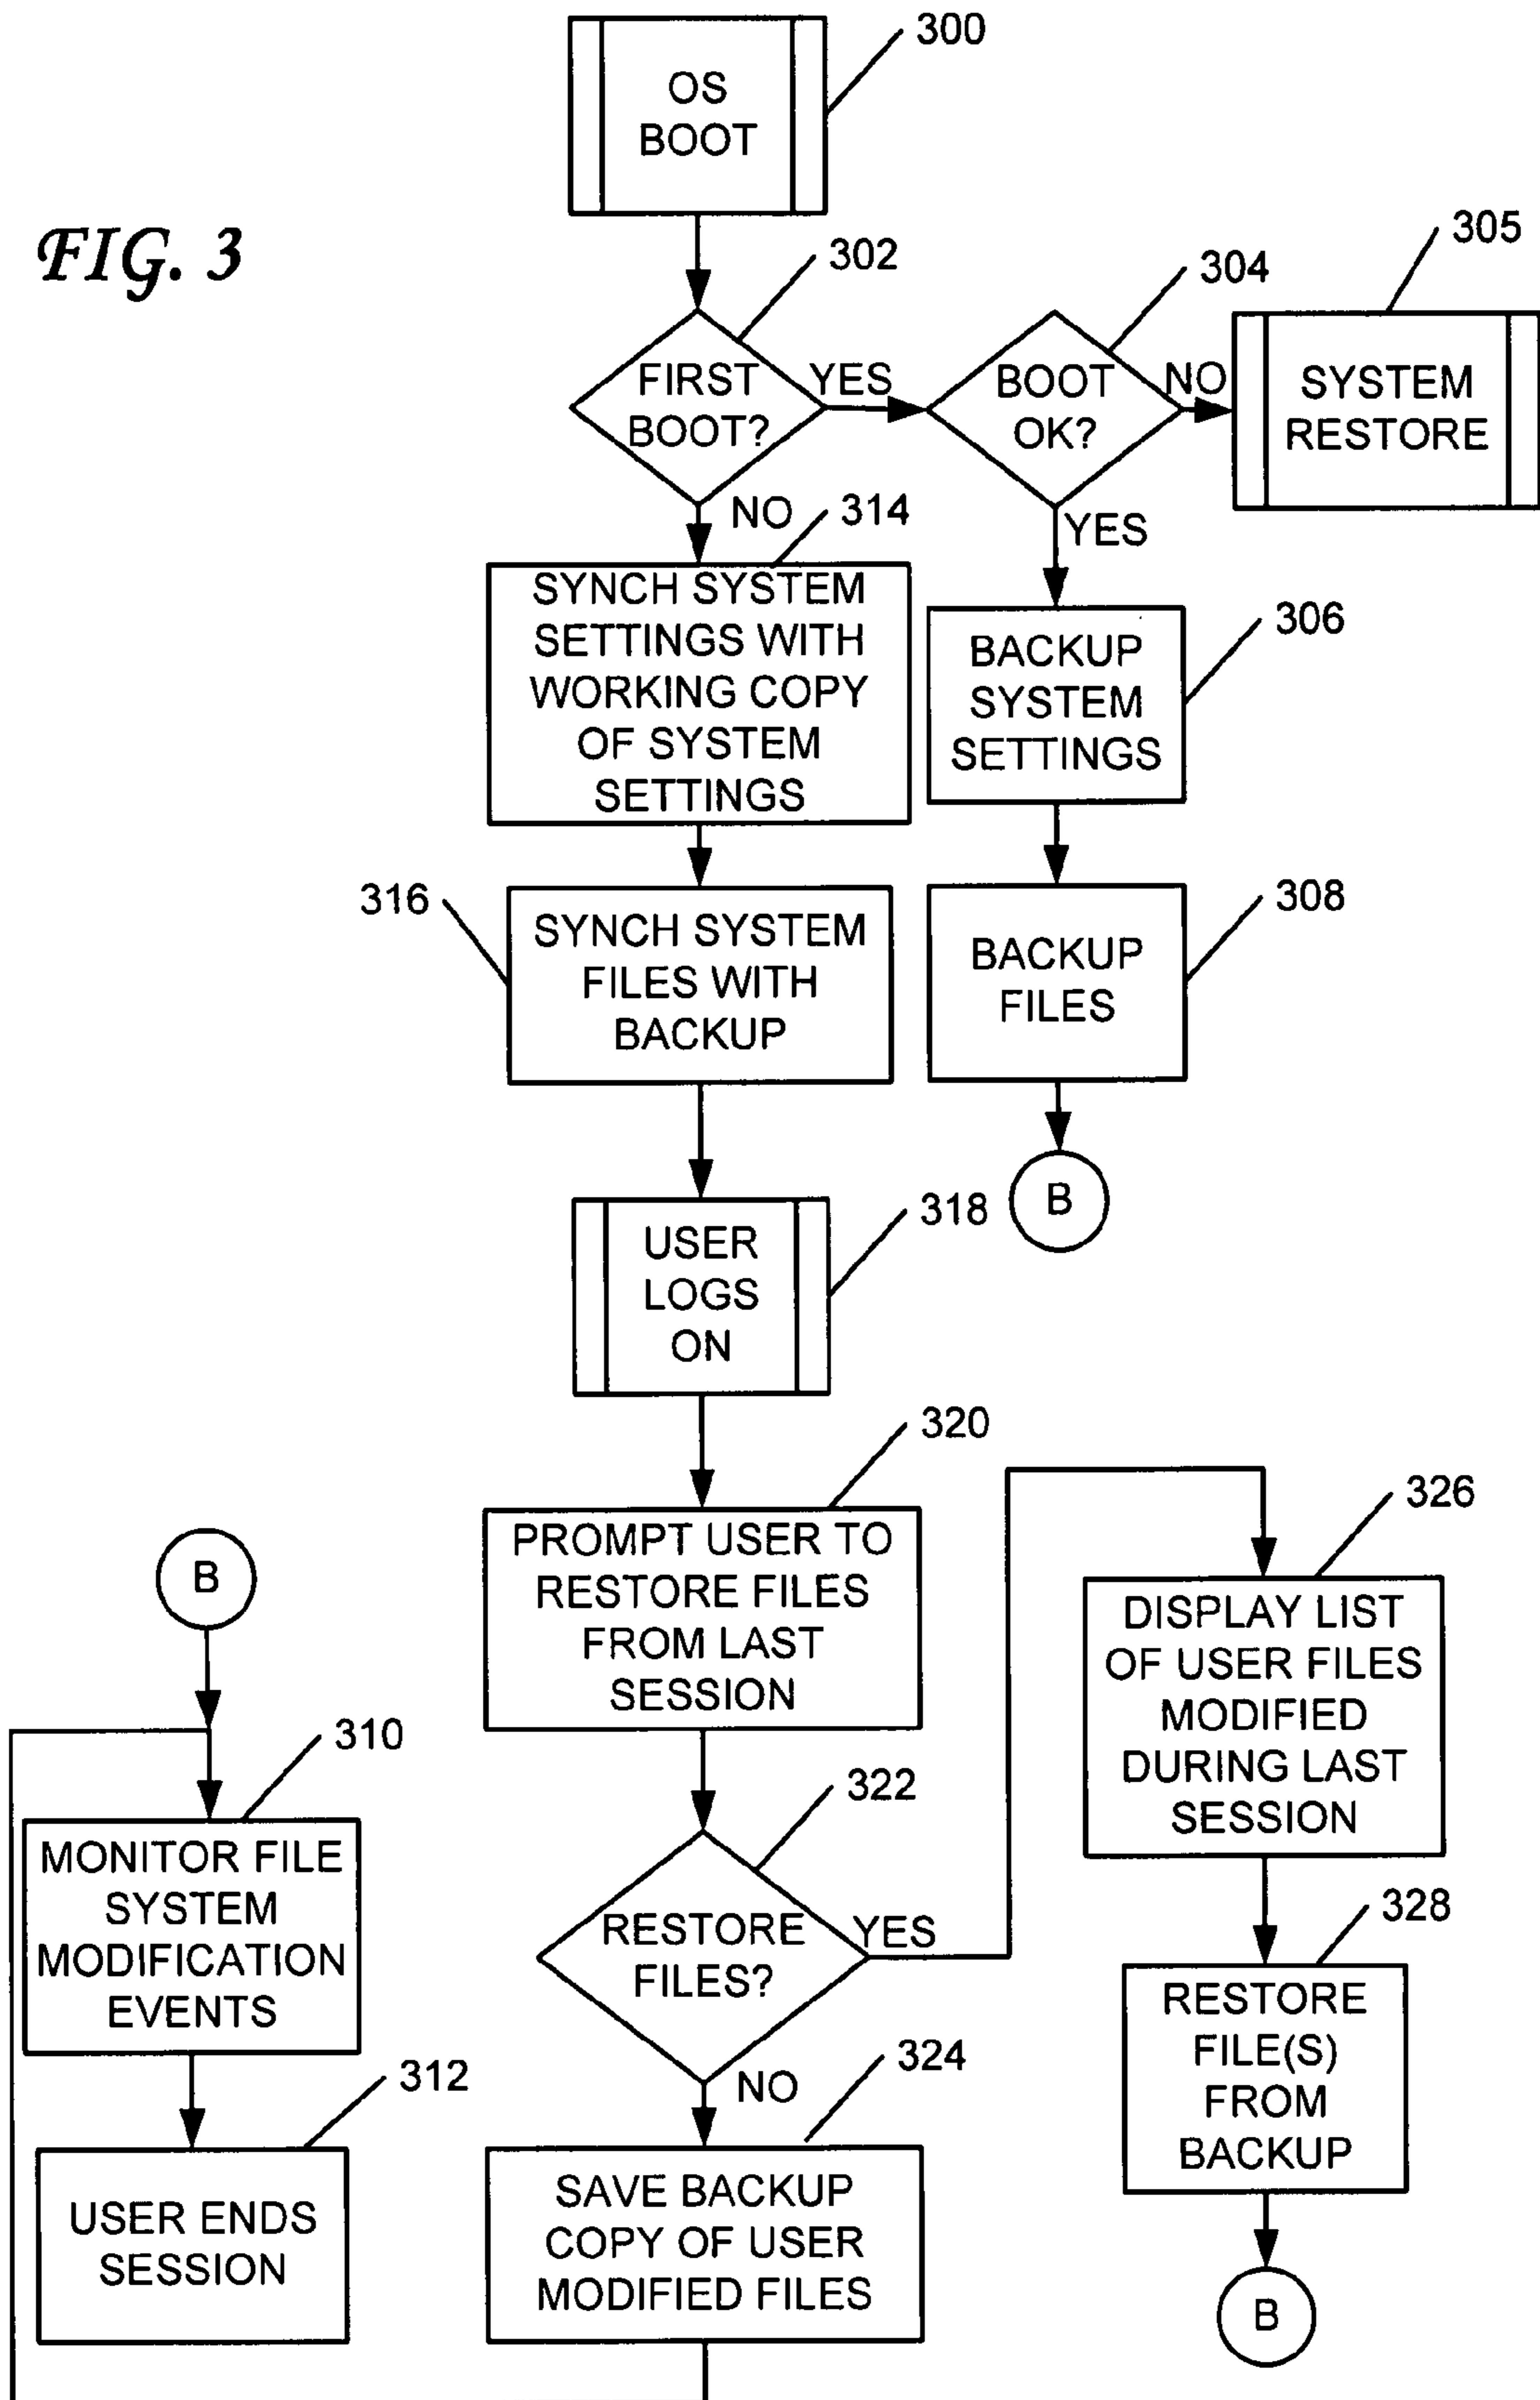 300
OS
BOOT
FIG. 3
302
304
305
FIRST
BOOT?
YES
BOOT
OK?
NO
SYSTEM
RESTORE
NO
314
YES
SYNCH SYSTEM
SETTINGS WITH
WORKING COPY
OF SYSTEM
SETTINGS
306
BACKUP
SYSTEM
SETTINGS
316
SYNCH SYSTEM
FILES WITH
BACKUP
308
BACKUP
FILES
318
USER
LOGS
ON
B
320
PROMPT USER TO
RESTORE FILES
FROM LAST
SESSION
326
DISPLAY LIST
OF USER FILES
MODIFIED
DURING LAST
SESSION
B
310
MONITOR FILE
SYSTEM
MODIFICATION
EVENTS
322
RESTORE
FILES?
YES
328
RESTORE
FILE(S)
FROM
BACKUP
312
USER ENDS
SESSION
NO
324
SAVE BACKUP
COPY OF USER
MODIFIED FILES
B